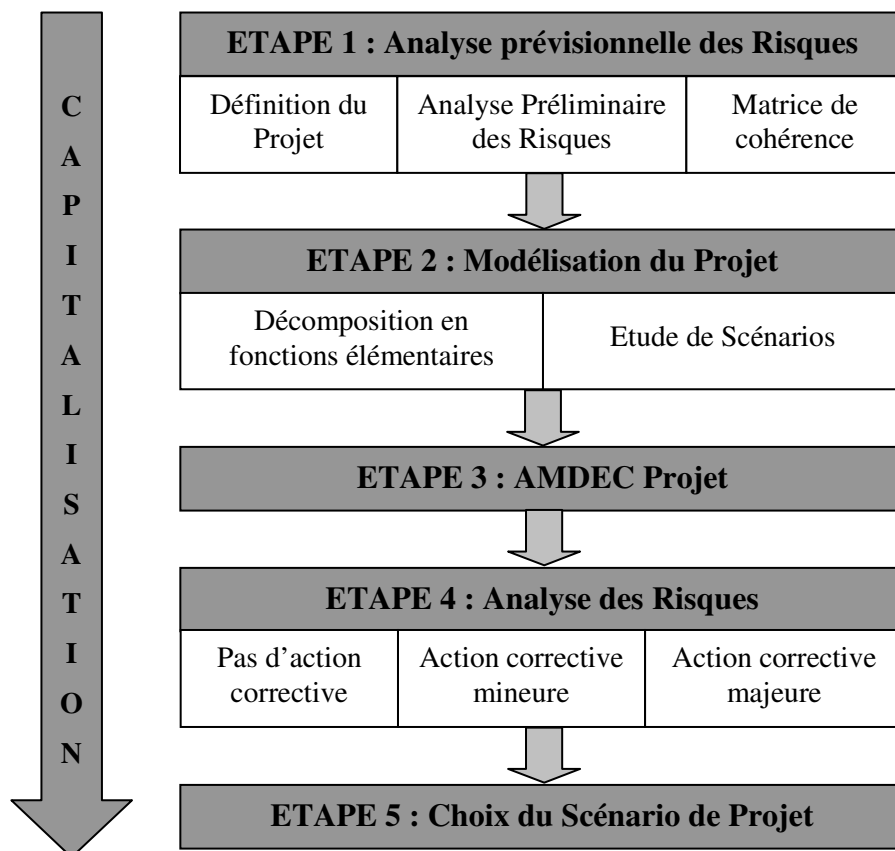 CAPITALISATION
ETAPE 1 : Analyse prévisionnelle des Risques
Définition du
Projet
Analyse Préliminaire
des Risques
Matrice de
cohérence
ETAPE 2 : Modélisation du Projet
Décomposition en
fonctions élémentaires
Etude de Scénarios
ETAPE 3 : AMDEC Projet
ETAPE 4 : Analyse des Risques
Pas d’action
corrective
Action corrective
mineure
Action corrective
majeure
ETAPE 5 : Choix du Scénario de Projet